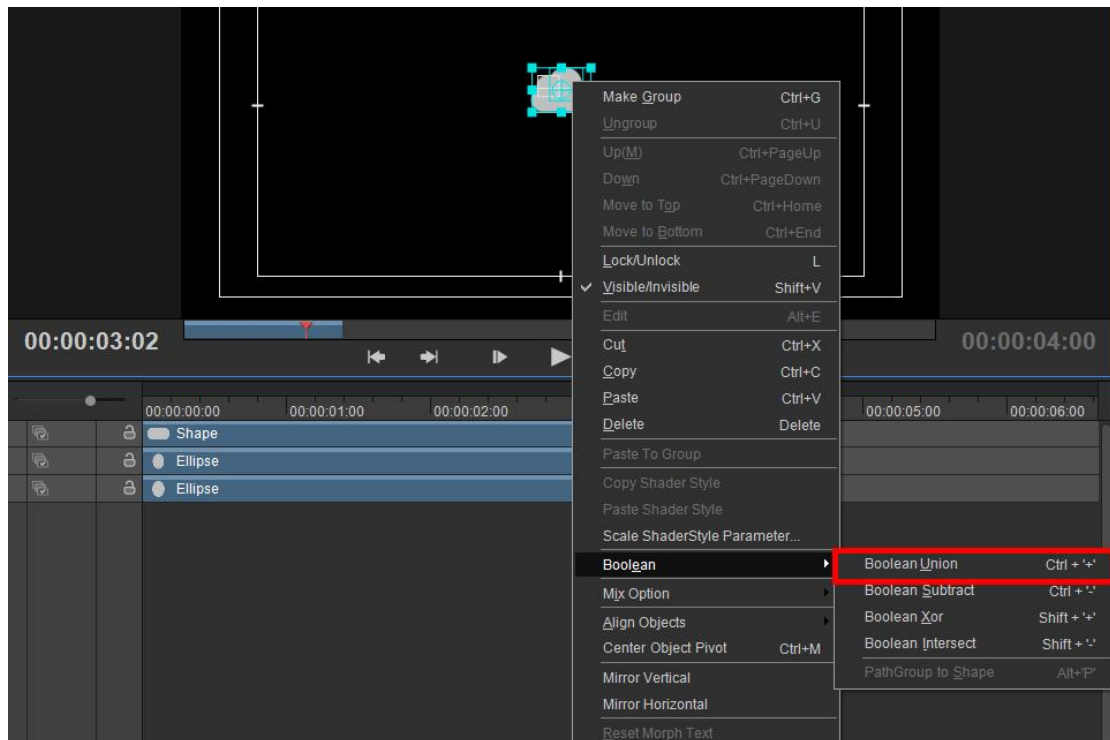 Make Group Ctrl+G
Ungroup Ctrl+U
Up(M) Ctrl+PageUp
Down Ctrl+PageDown
Move to Top Ctrl+Home
Move to Bottom Ctrl+End
Lock/Unlock L
Visible/Invisible Shift+V
Edit Alt+E
Cut Ctrl+X
Copy Ctrl+C
Paste Ctrl+V
Delete Delete
Paste To Group
Copy Shader Style
Paste Shader Style
Scale ShaderStyle Parameter...
Boolean
Mix Option
Align Objects
Center Object Pivot Ctrl+M
Mirror Vertical
Mirror Horizontal
Reset Morph Text
Boolean Union Ctrl + '+'
Boolean Subtract Ctrl + '-'
Boolean Xor Shift + '+'
Boolean Intersect Shift + '-'
PathGroup to Shape Alt+'P'
00:00:03:02
00:00:04:00
00:00:00:00 00:00:01:00 00:00:02:00 00:00:05:00 00:00:06:00
Shape
Ellipse
Ellipse